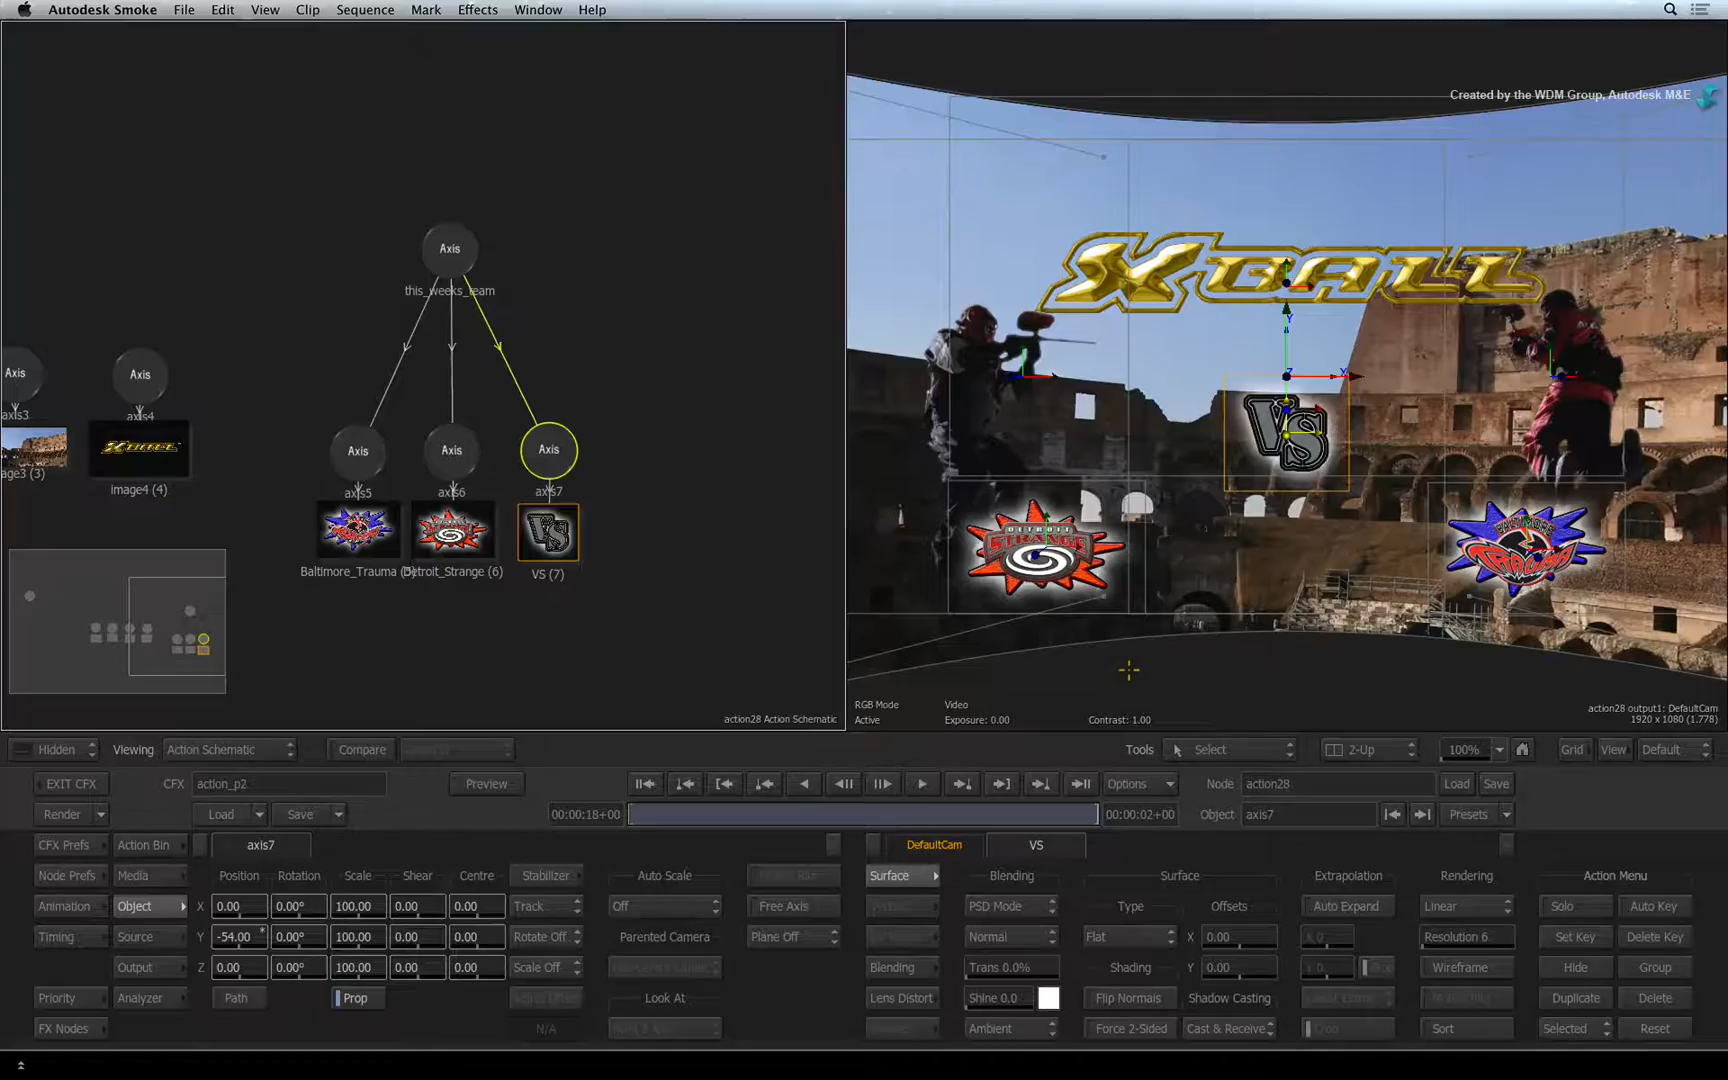 Autodesk Smoke File Edit View Clip Sequence Mark Effects Window Help
Created by the WDM Group, Autodesk M&E
Axis
this_weeks_team
XBALL
Axis
axis3
Axis
axis4
image4 (4)
Axis
axis5
Axis
axis6
Axis
axis7
VS (7)
VS
DETROIT
STRANGE
BALTIMORE
TRAUMA
Z
X
Y
RGB Mode Video
Active Exposure: 0.00 Contrast: 1.00
action28 Action Schematic
action28 output1: DefaultCam
1920 x 1080 (1.778)
Hidden Viewing Action Schematic Compare Tools Select 2-Up 100% Grid View Default
EXIT CFX CFX action_p2 Preview Options Node action28 Load Save
Render Load Save 00:00:18+00 00:00:02+00 Object axis7 Presets
CFX Prefs Action Bin axis7 DefaultCam VS
Node Prefs Media Position Rotation Scale Shear Centre Stabilizer Auto Scale Surface Blending Surface Extrapolation Rendering Action Menu
Animation Object X 0.00 0.00° 100.00 0.00 0.00 Track Off Free Axis PSD Mode Type Offsets Auto Expand Linear Solo Auto Key
Timing Source Y -54.00 * 0.00° 100.00 0.00 0.00 Rotate Off Parented Camera Plane Off Normal Flat X 0.00 Resolution 6 Set Key Delete Key
Output Z 0.00 0.00° 100.00 0.00 0.00 Scale Off Blending Trans 0.0% Shading Y 0.00 Wireframe Hide Group
Priority Analyzer Path Prop Look At Lens Distort Shine 0.0 Flip Normals Shadow Casting Duplicate Delete
FX Nodes N/A Ambient Force 2-Sided Cast & Receive Sort Selected Reset